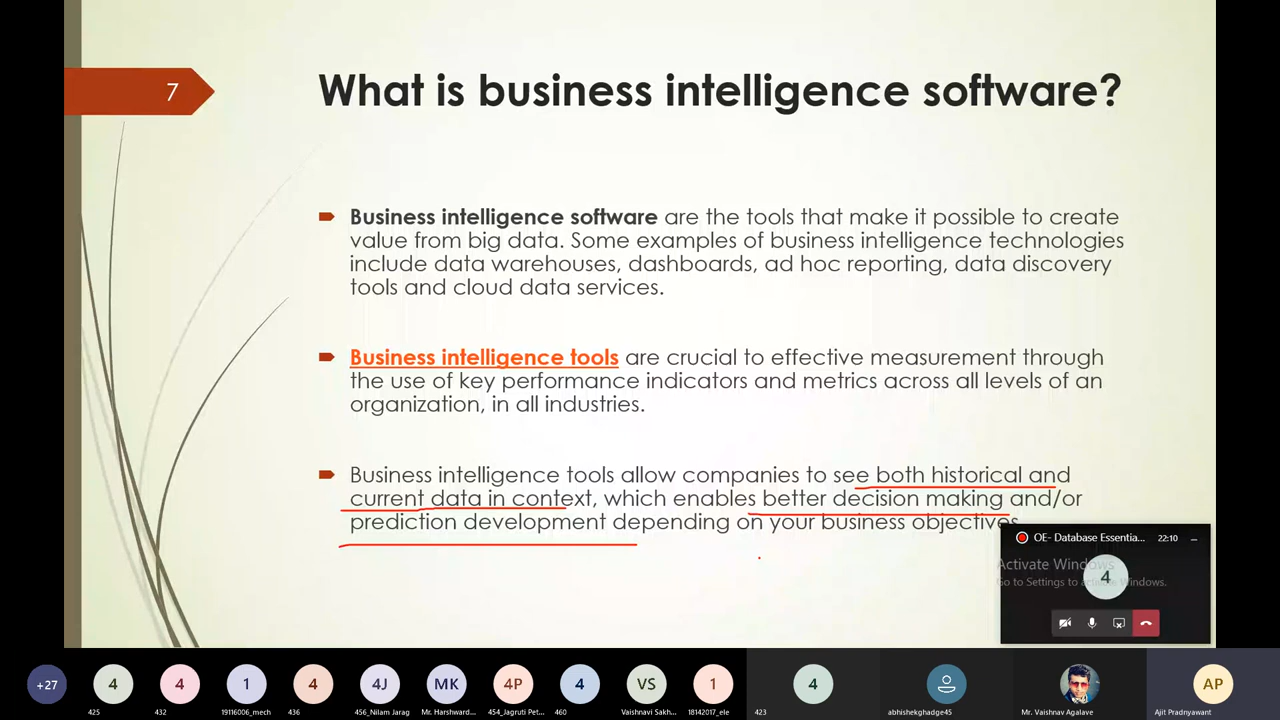 7
What is business intelligence software?
Business intelligence software are the tools that make it possible to create
value from big data. Some examples of business intelligence technologies
include data warehouses, dashboards, ad hoc reporting, data discovery
tools and cloud data services.
Business intelligence tools are crucial to effective measurement through
the use of key performance indicators and metrics across all levels of an
organization, in all industries.
Business intelligence tools allow companies to see both historical and
current data in context, which enables better decision making and/or
prediction development depending on your business objectives
OE- Database Essentia... 22:10
Activate Windows
Go to Settings to activate Windows.
4
+27 4 4 1 4 4J MK 4P 4 VS 1 4 AP
425 432 19116006_mech 436 456_Nilam Jarag Mr. Harshward... 454_Jagruti Pet... 460 Vaishnavi Sakh... 18142017_ele 423 abhishekghadge45 Mr. Vaishnav Agalave Ajit Pradnyawant